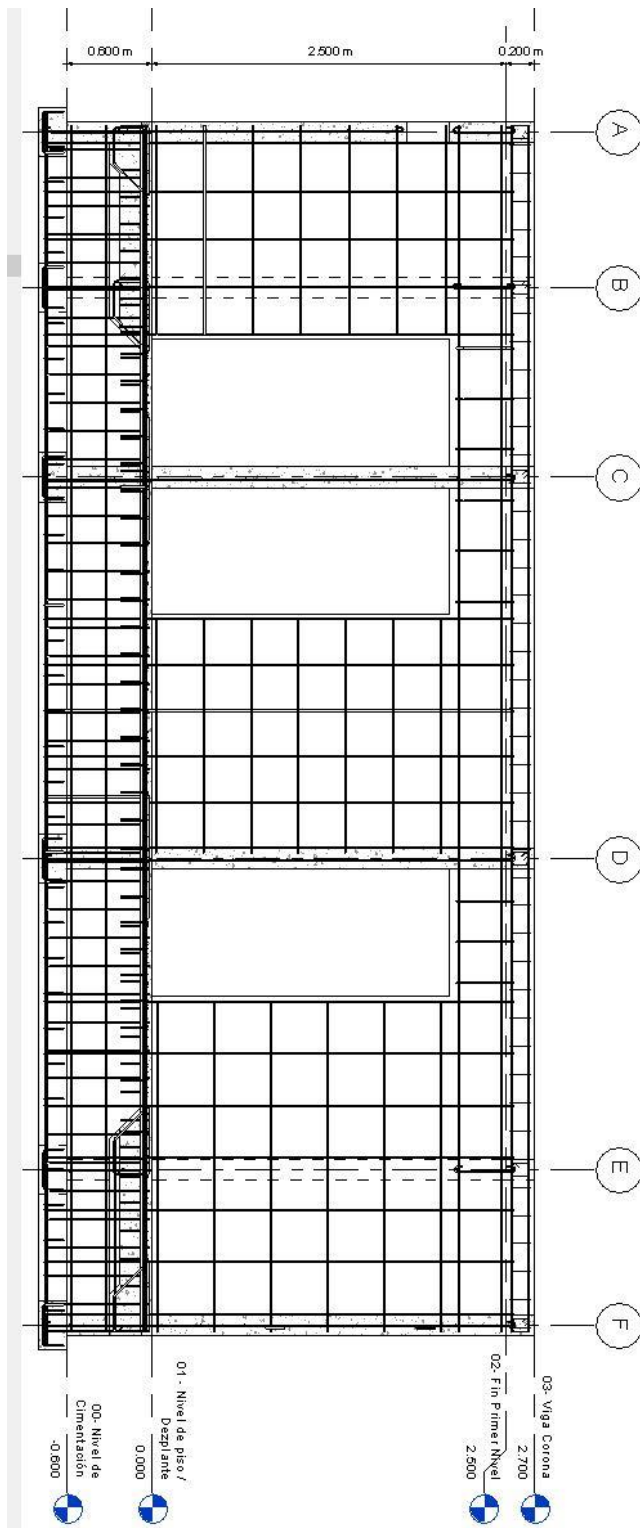 0.600 m
2.500 m
0.200 m
A
B
C
D
E
F
03- Viga Corona
2.700
02- Fin Primer Nivel
2.500
01 - Nivel de piso /
Dezplante
0.000
00- Nivel de
Cimentación
-0.600